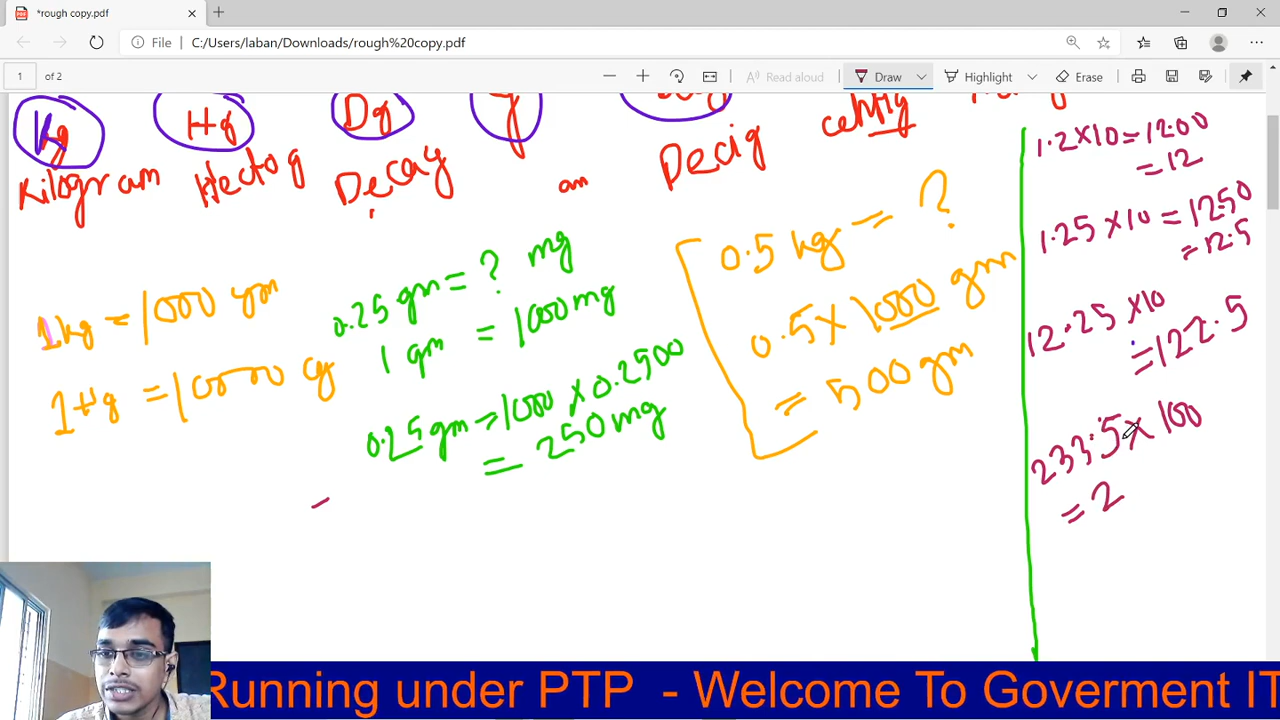 *rough copy.pdf
File C:/Users/laban/Downloads/rough%20copy.pdf
1 of 2 Read aloud Draw Highlight Erase
Kg Hg Dg g
Kilogram Hectog Decag am Decig centig
1kg = 1000 gm
1Hg = 10000 g
0.25 gm = ? mg
1 gm = 1000 mg
0.25 gm = 1000 × 0.2500
= 250 mg
0.5 kg = ?
0.5 × 1000 gm
= 500 gm
1.2×10 = 12.00
= 12
1.25 ×10 = 12.50
= 12.5
12.25 ×10
= 122.5
233.5 × 100
= 2
Running under PTP - Welcome To Goverment IT